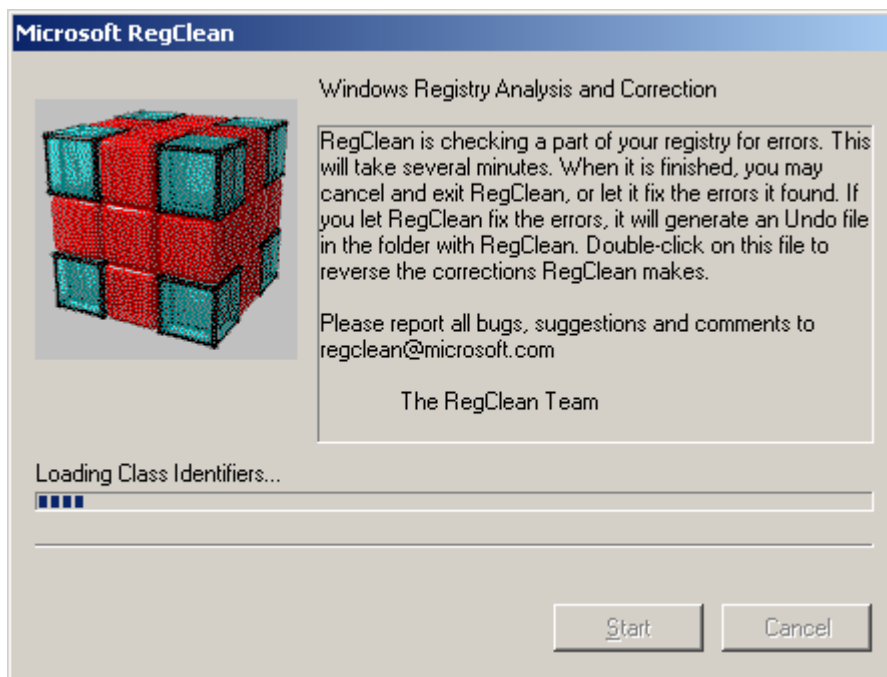 Microsoft RegClean
Windows Registry Analysis and Correction
RegClean is checking a part of your registry for errors. This
will take several minutes. When it is finished, you may
cancel and exit RegClean, or let it fix the errors it found. If
you let RegClean fix the errors, it will generate an Undo file
in the folder with RegClean. Double-click on this file to
reverse the corrections RegClean makes.
Please report all bugs, suggestions and comments to
regclean@microsoft.com
The RegClean Team
Loading Class Identifiers...
Start
Cancel